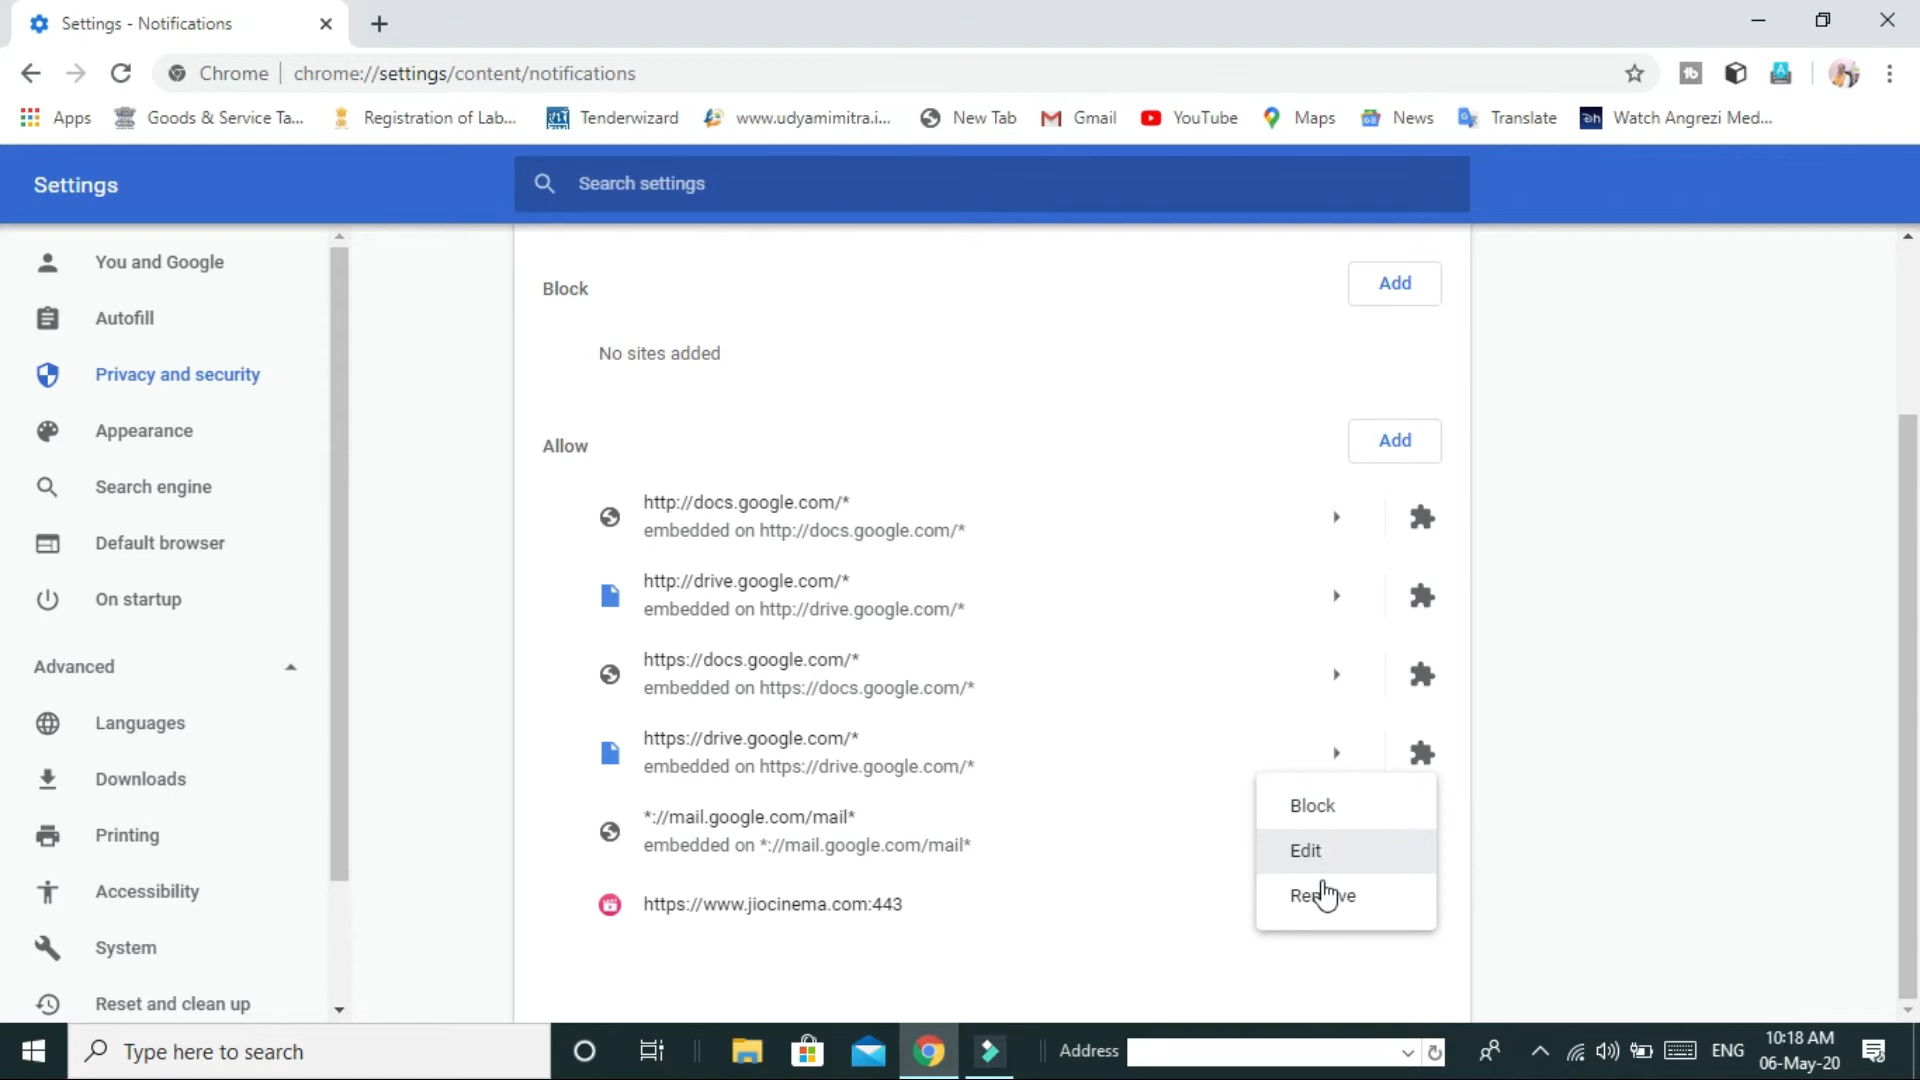 Settings - Notifications
Chrome | chrome://settings/content/notifications
Apps Goods & Service Ta... Registration of Lab... Tenderwizard www.udyamimitra.i... New Tab Gmail YouTube Maps News Translate Watch Angrezi Med...
Settings
Search settings
You and Google
Autofill
Privacy and security
Appearance
Search engine
Default browser
On startup
Advanced
Languages
Downloads
Printing
Accessibility
System
Reset and clean up
Block
Add
No sites added
Allow
Add
http://docs.google.com/*
embedded on http://docs.google.com/*
http://drive.google.com/*
embedded on http://drive.google.com/*
https://docs.google.com/*
embedded on https://docs.google.com/*
https://drive.google.com/*
embedded on https://drive.google.com/*
*://mail.google.com/mail*
embedded on *://mail.google.com/mail*
https://www.jiocinema.com:443
Block
Edit
Remove
Type here to search
Address
ENG
10:18 AM
06-May-20